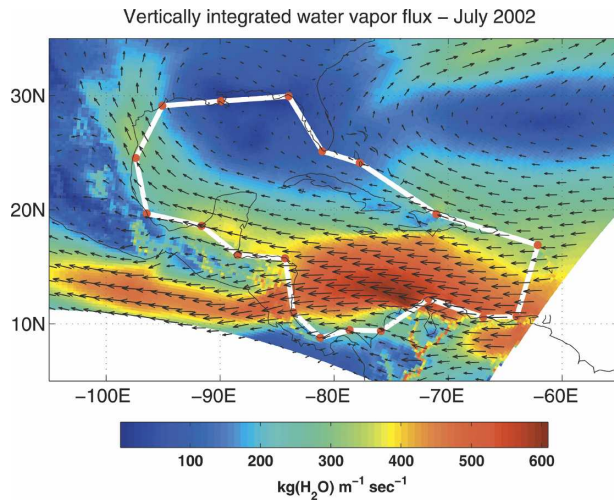 Vertically integrated water vapor flux – July 2002
30N
20N
10N
−100E −90E −80E −70E −60E
100 200 300 400 500 600
kg(H₂O) m⁻¹ sec⁻¹